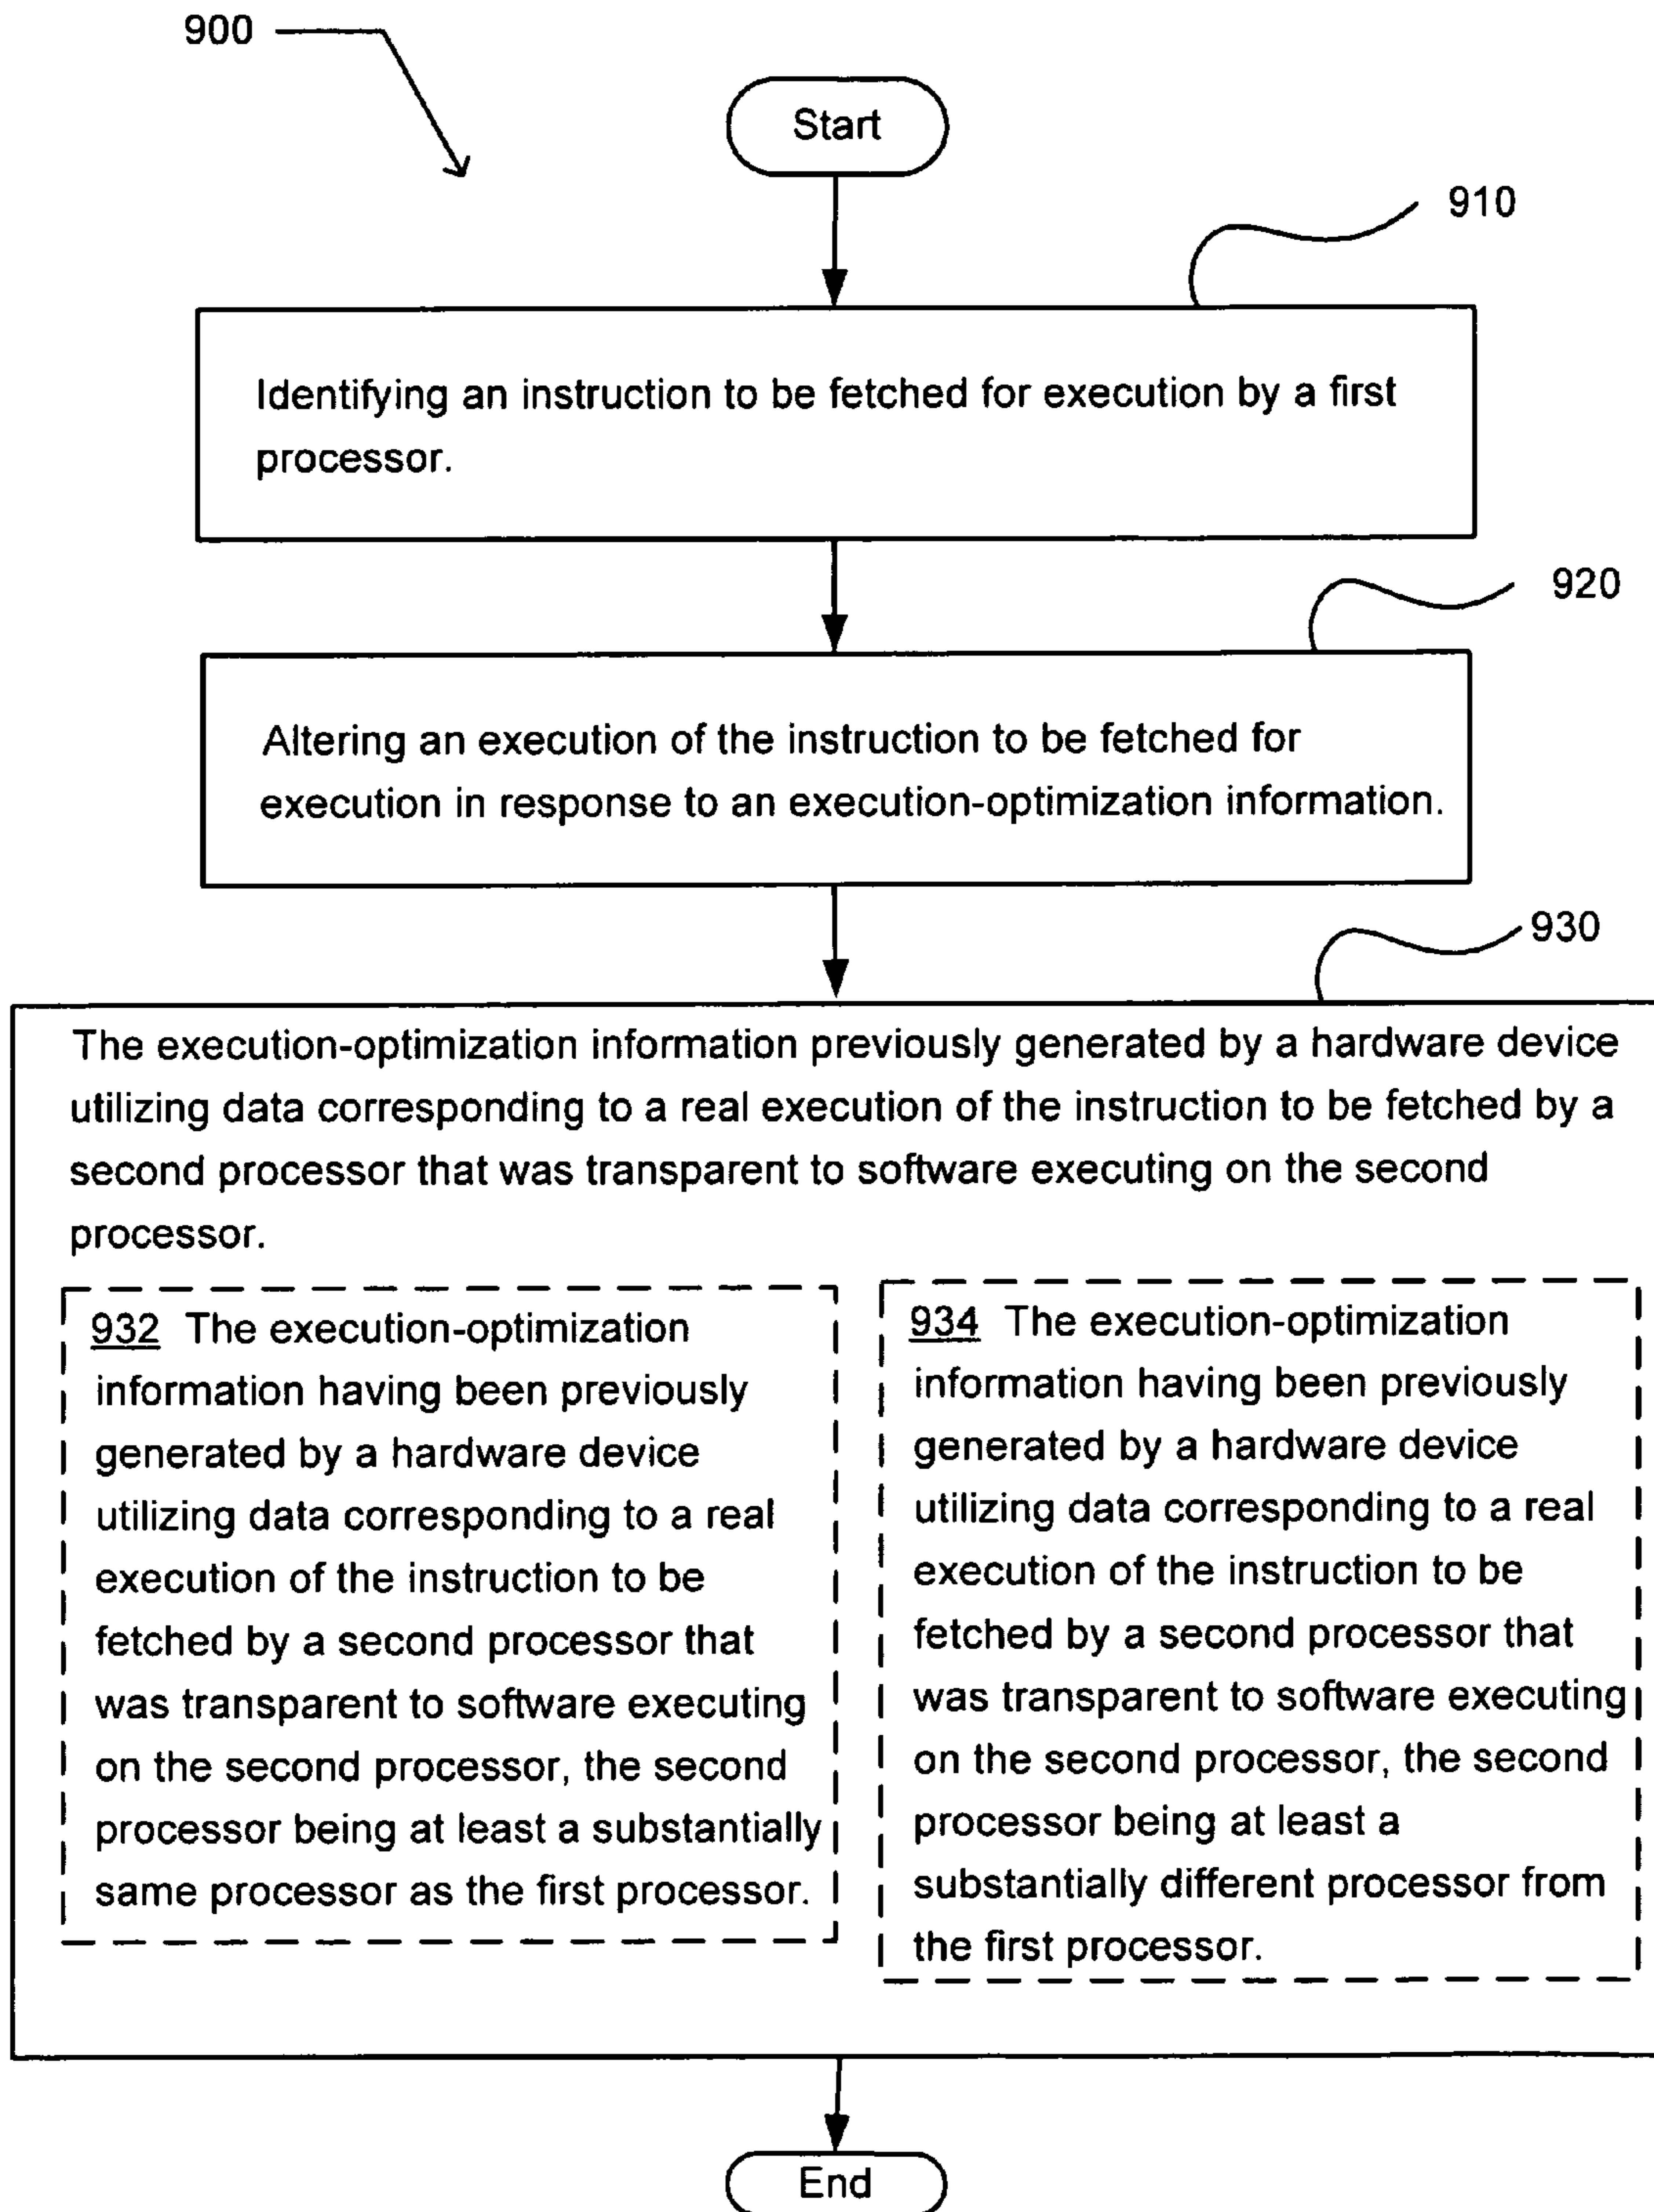 900
Start
910
Identifying an instruction to be fetched for execution by a first
processor.
920
Altering an execution of the instruction to be fetched for
execution in response to an execution-optimization information.
930
The execution-optimization information previously generated by a hardware device
utilizing data corresponding to a real execution of the instruction to be fetched by a
second processor that was transparent to software executing on the second
processor.
932 The execution-optimization
information having been previously
generated by a hardware device
utilizing data corresponding to a real
execution of the instruction to be
fetched by a second processor that
was transparent to software executing
on the second processor, the second
processor being at least a substantially
same processor as the first processor.
934 The execution-optimization
information having been previously
generated by a hardware device
utilizing data corresponding to a real
execution of the instruction to be
fetched by a second processor that
was transparent to software executing
on the second processor, the second
processor being at least a
substantially different processor from
the first processor.
End